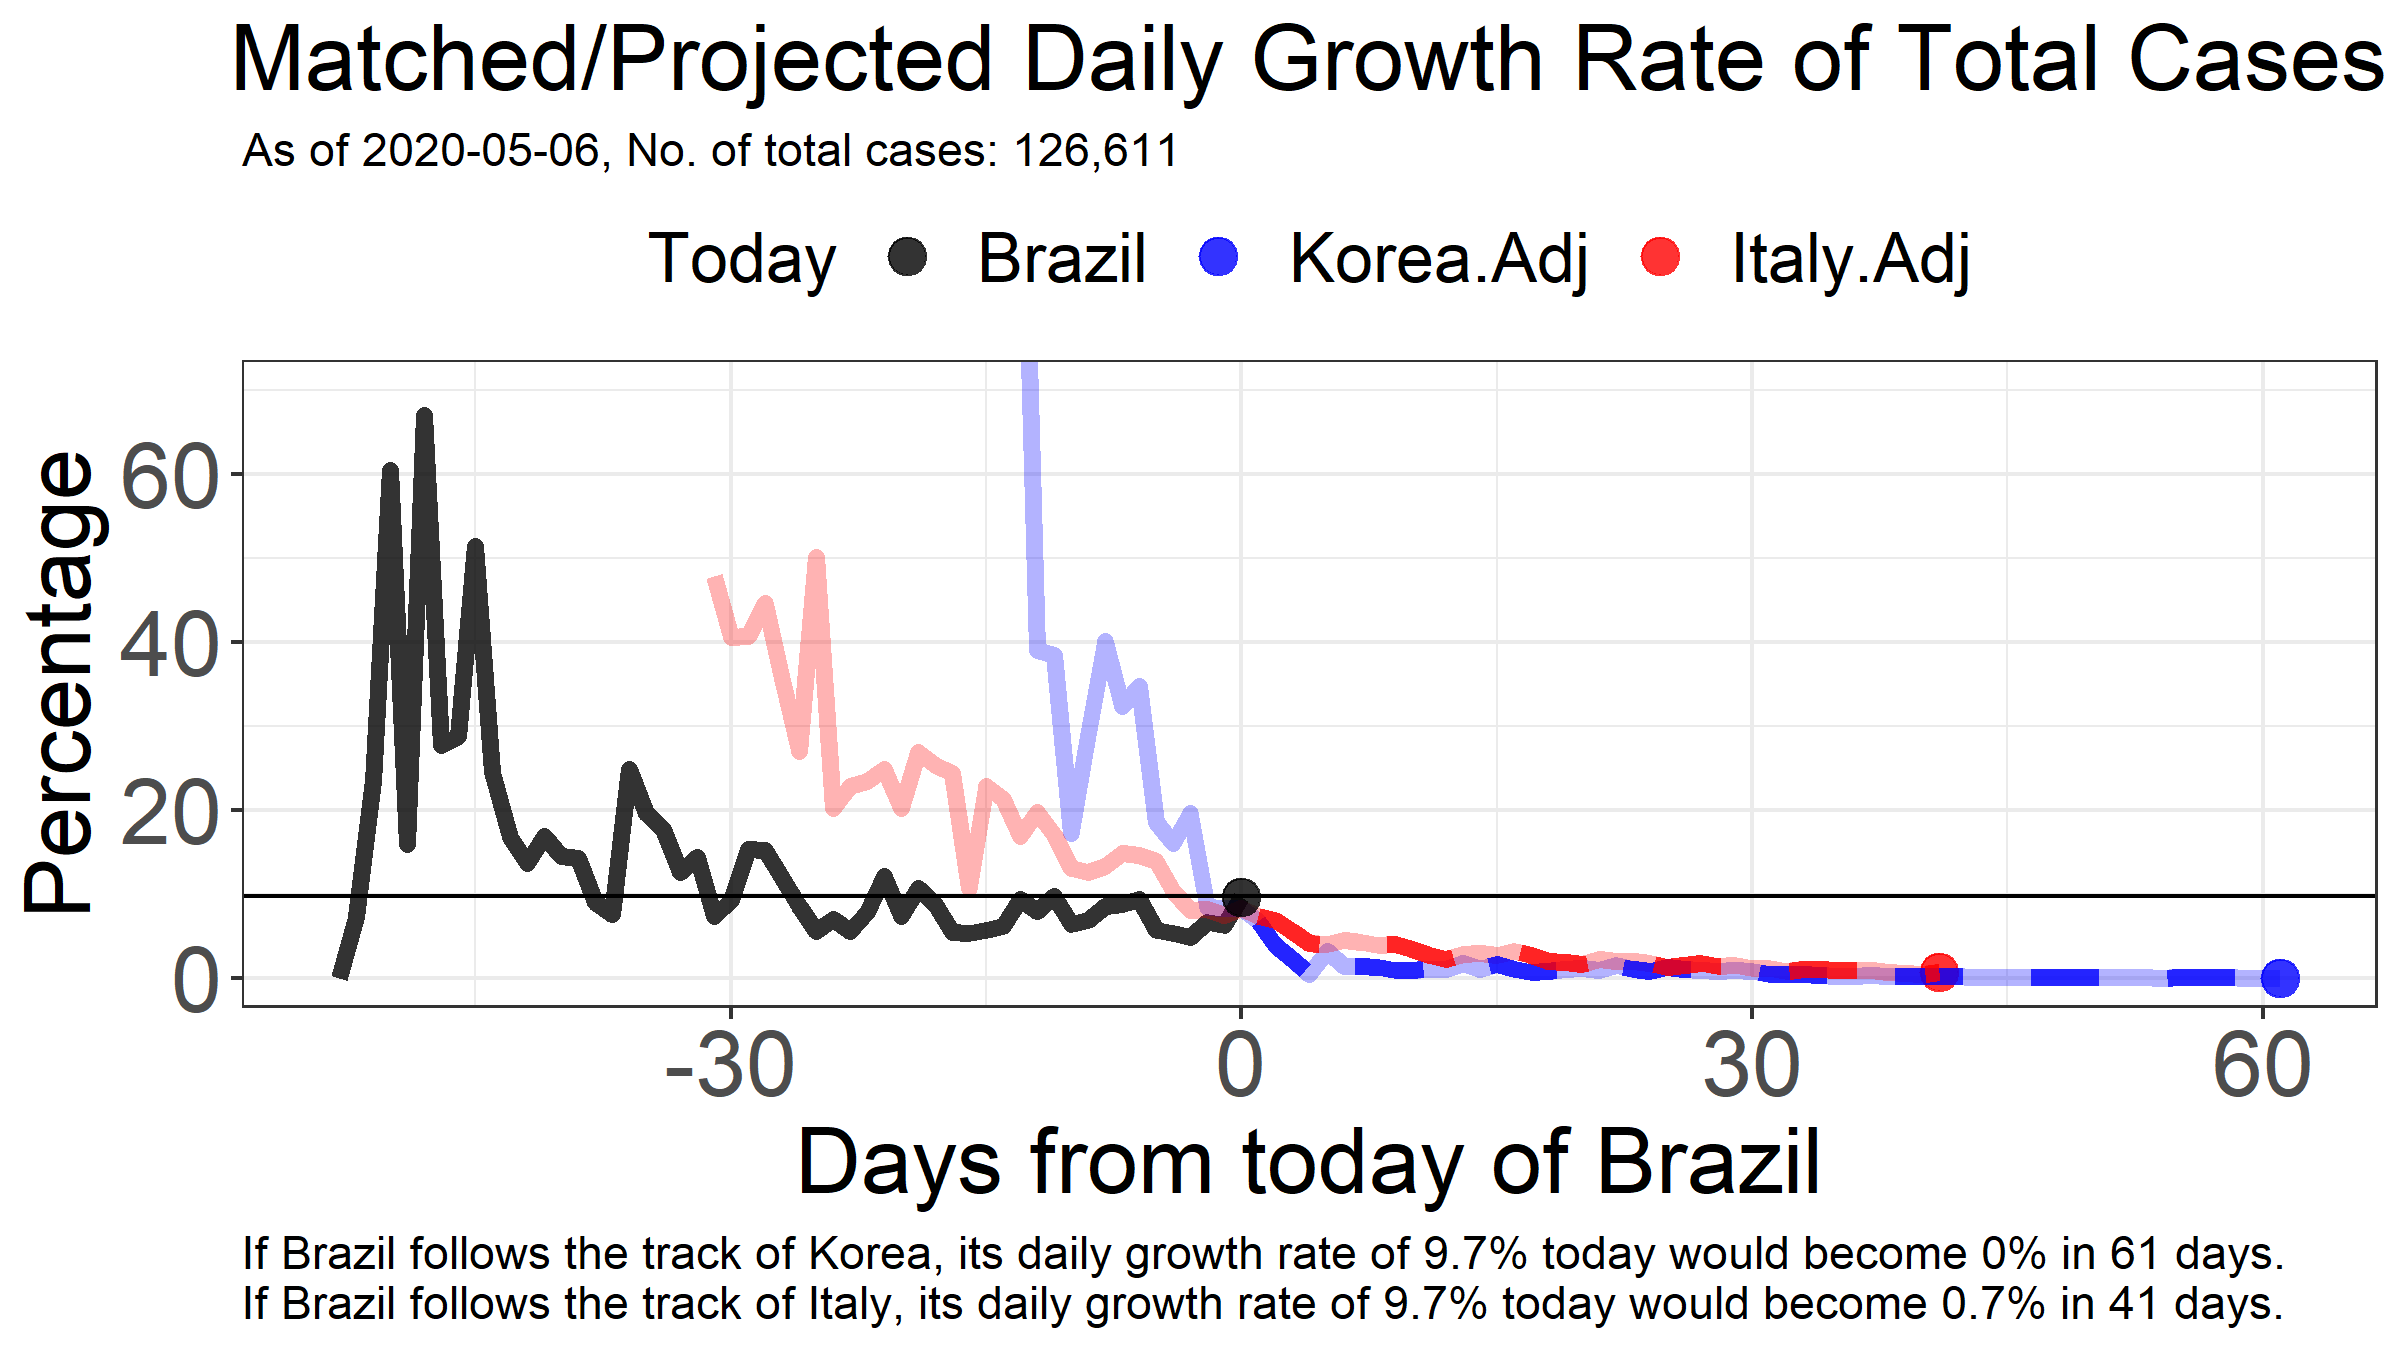 Matched/Projected Daily Growth Rate of Total Cases
As of 2020-05-06, No. of total cases: 126,611
Today Brazil Korea.Adj Italy.Adj
Percentage
60
40
20
0
-30 0 30 60
Days from today of Brazil
If Brazil follows the track of Korea, its daily growth rate of 9.7% today would become 0% in 61 days.
If Brazil follows the track of Italy, its daily growth rate of 9.7% today would become 0.7% in 41 days.